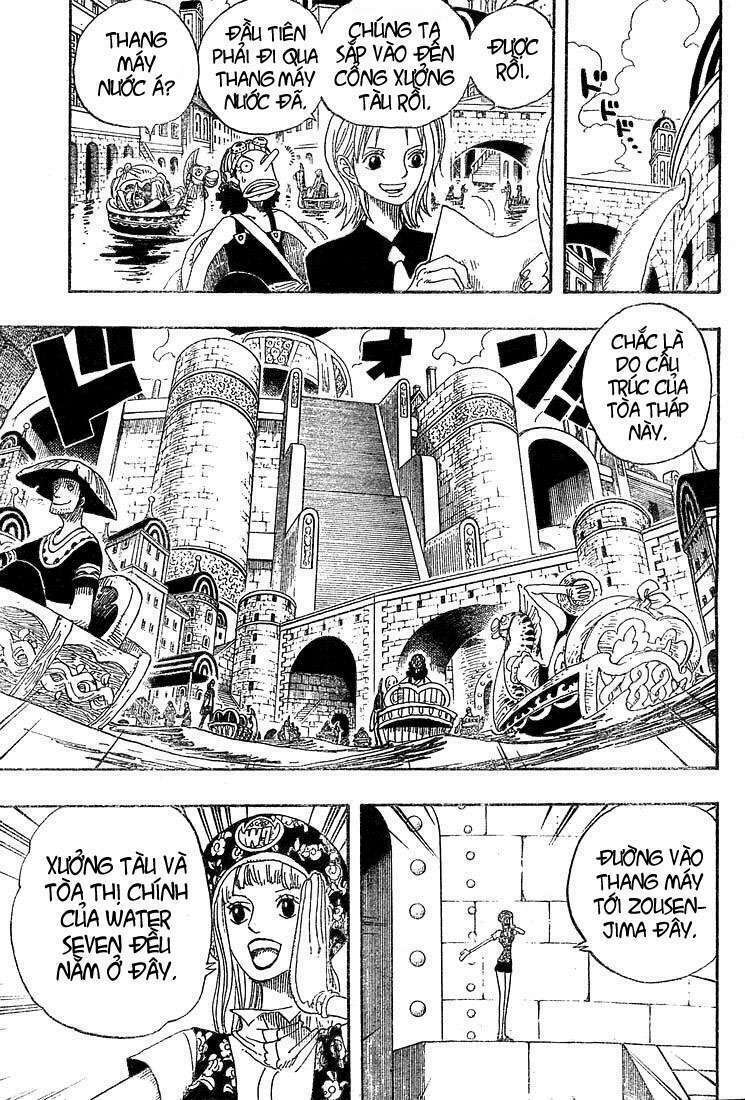 ĐƯỢC
RỒI.
CHÚNG TA
SẮP VÀO ĐẾN
CỔNG XƯỞNG
TÀU RỒI.
ĐẦU TIÊN
PHẢI ĐI QUA
THANG MÁY
NƯỚC ĐÃ.
THANG
MÁY
NƯỚC Á?
CHẮC LÀ
DO CẤU
TRÚC CỦA
TÒA THÁP
NÀY.
ĐƯỜNG VÀO
THANG MÁY
TỚI ZOUSEN-
JIMA ĐÂY.
XƯỞNG TÀU VÀ
TÒA THỊ CHÍNH
CỦA WATER
SEVEN ĐỀU
NẰM Ở ĐÂY.